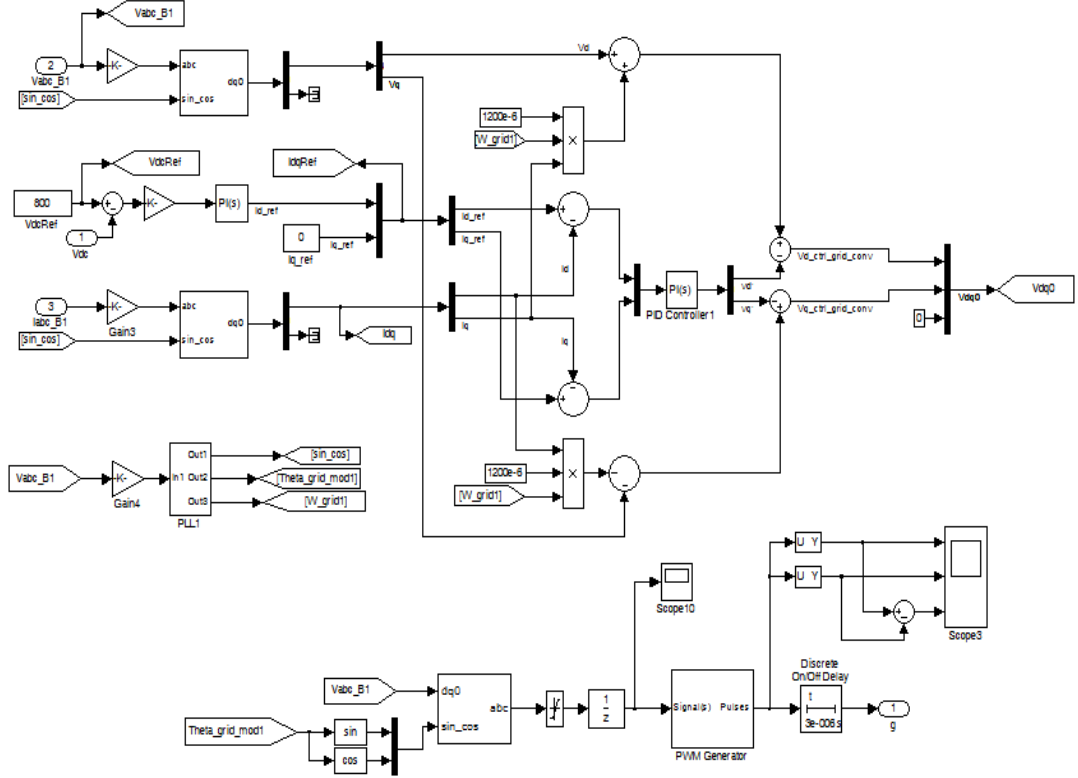 Vabc_B1
2
Vabc_B1
-K-
abc
dq0
sin_cos
[sin_cos]
Vd
Vq
1200e-6
[W_grid1]
×
VdcRef
IdqRef
800
VdcRef
-K-
PI(s)
Id_ref
1
Vdc
0
Iq_ref
Iq_ref
Id_ref
Iq_ref
Id
Iq
Iq
3
Iabc_B1
-K-
Gain3
abc
dq0
sin_cos
[sin_cos]
Idq
PI(s)
PID Controller1
vd
vq
Vd_ctrl_grid_conv
Vq_ctrl_grid_conv
0
Vdq0
Vdq0
1200e-6
[W_grid1]
×
Vabc_B1
-K-
Gain4
In1
Out1
Out2
Out3
PLL1
[sin_cos]
[Theta_grid_mod1]
[W_grid1]
Scope10
U Y
U Y
Scope3
Vabc_B1
Theta_grid_mod1
sin
cos
dq0
abc
sin_cos
1
z
Signal(s) Pulses
PWM Generator
Discrete
On/Off Delay
t
3e-006s
1
g